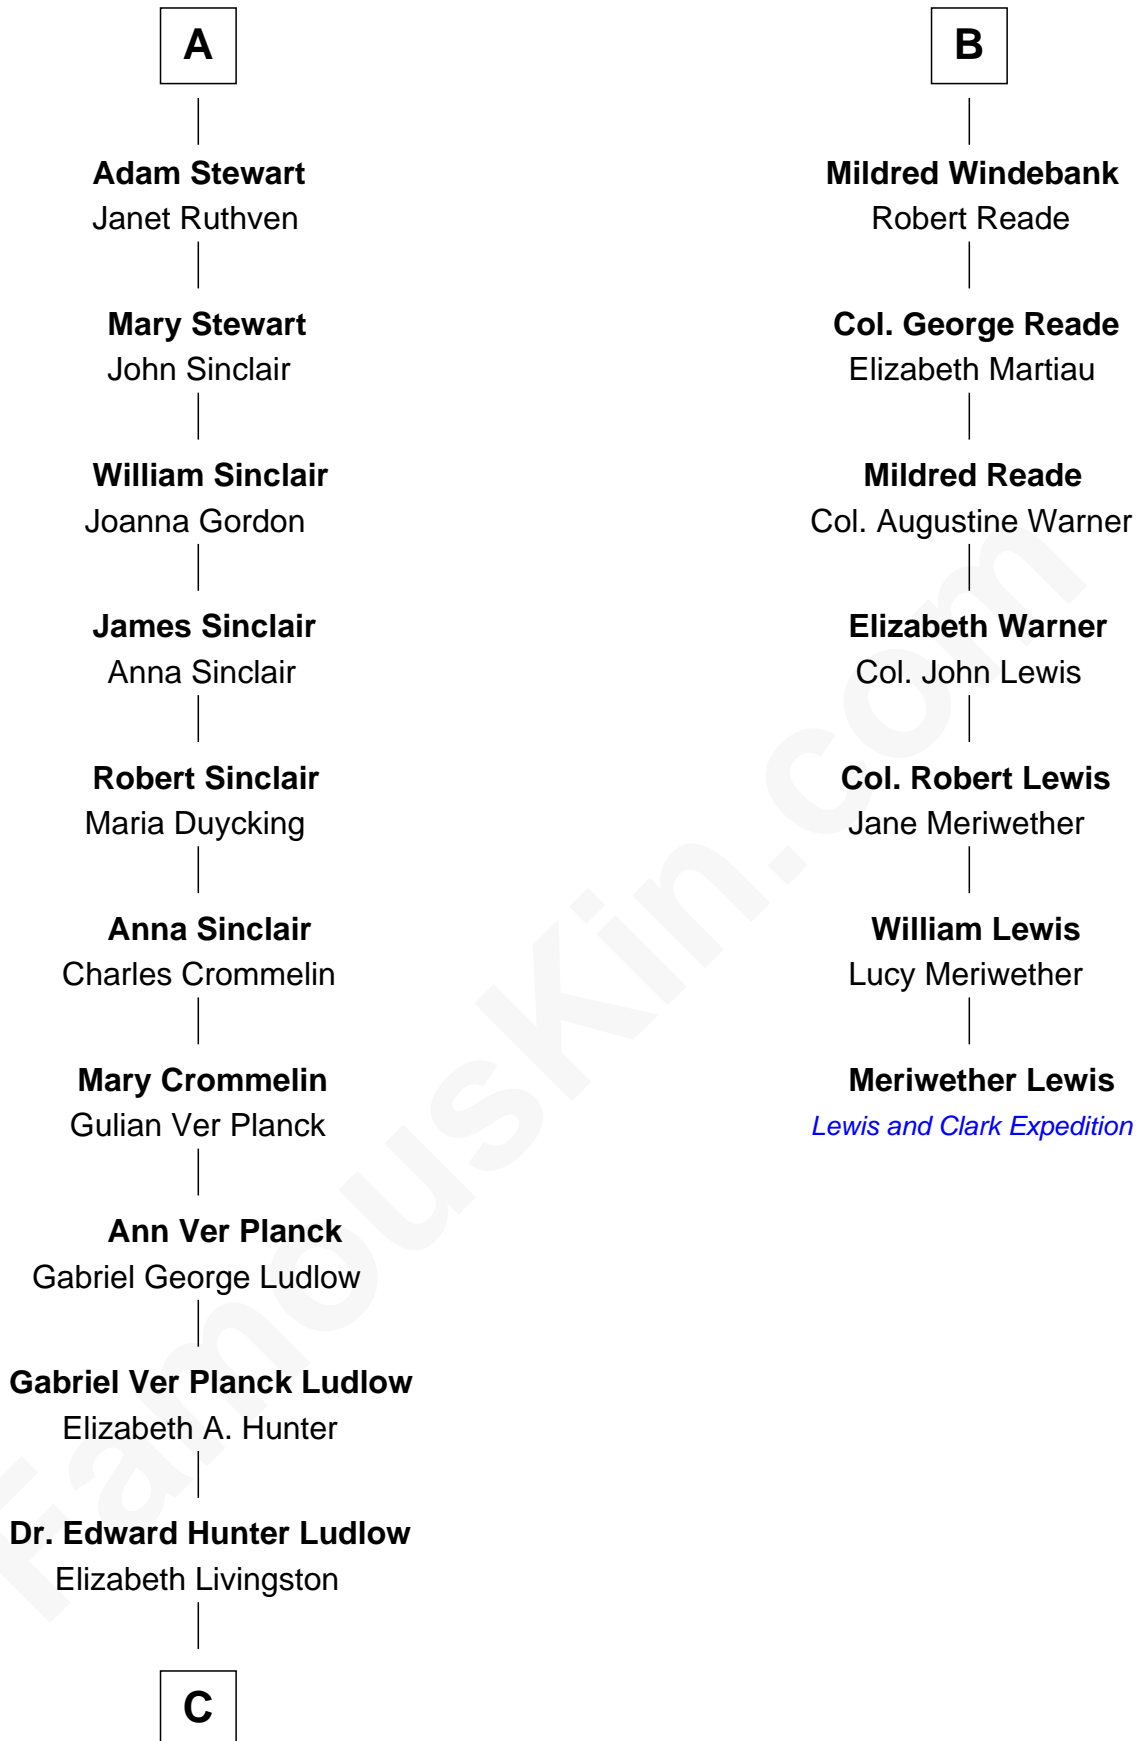 A
Adam Stewart
Janet Ruthven
Mary Stewart
John Sinclair
William Sinclair
Joanna Gordon
James Sinclair
Anna Sinclair
Robert Sinclair
Maria Duycking
Anna Sinclair
Charles Crommelin
Mary Crommelin
Gulian Ver Planck
Ann Ver Planck
Gabriel George Ludlow
Gabriel Ver Planck Ludlow
Elizabeth A. Hunter
Dr. Edward Hunter Ludlow
Elizabeth Livingston
C
B
Mildred Windebank
Robert Reade
Col. George Reade
Elizabeth Martiau
Mildred Reade
Col. Augustine Warner
Elizabeth Warner
Col. John Lewis
Col. Robert Lewis
Jane Meriwether
William Lewis
Lucy Meriwether
Meriwether Lewis
Lewis and Clark Expedition
FamousKin.com